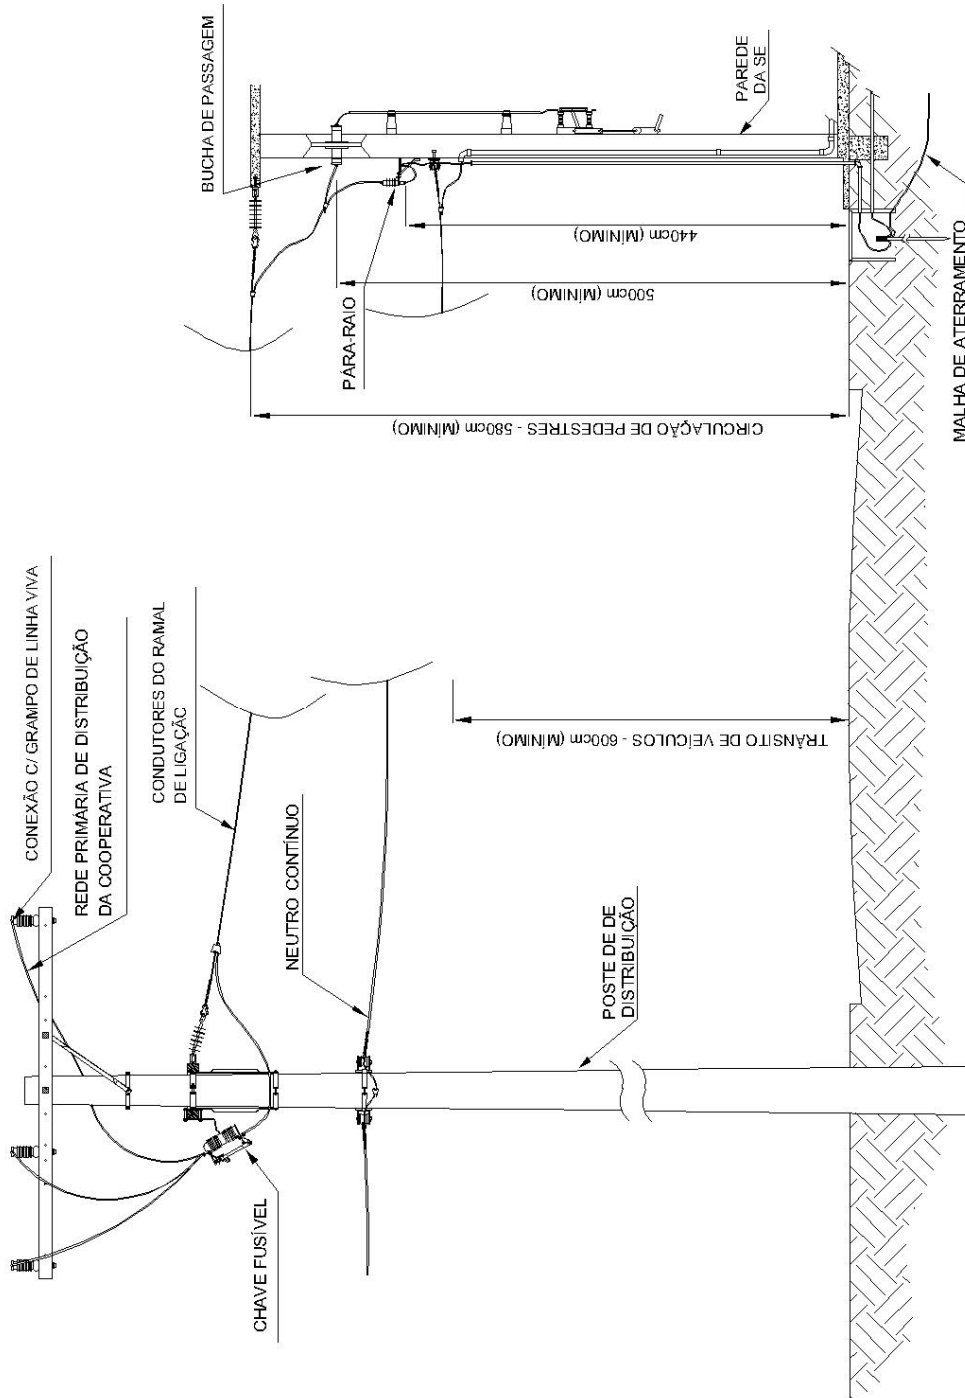 CONEXÃO C/ GRAMPO DE LINHA VIVA
REDE PRIMÁRIA DE DISTRIBUIÇÃO
DA COOPERATIVA
CONDUTORES DO RAMAL
DE LIGAÇÃO
NEUTRO CONTÍNUO
CHAVE FUSÍVEL
POSTE DE DE
DISTRIBUIÇÃO
TRÂNSITO DE VEÍCULOS - 600cm (MÍNIMO)
BUCHA DE PASSAGEM
PÁRA-RAIO
CIRCULAÇÃO DE PEDESTRES - 580cm (MÍNIMO)
500cm (MÍNIMO)
440cm (MÍNIMO)
PAREDE
DA SE
MALHA DE ATERRAMENTO